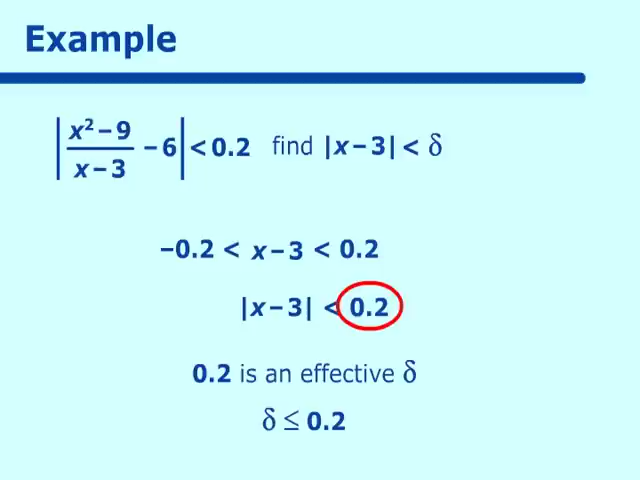 Example
|x² – 9 / x – 3 – 6| < 0.2 find |x – 3| < δ
–0.2 < x – 3 < 0.2
|x – 3| < 0.2
0.2 is an effective δ
δ ≤ 0.2